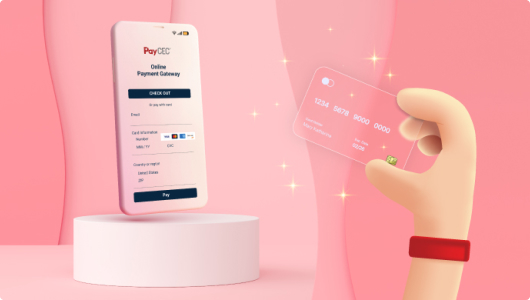 PayCEC
Online
Payment Gateway
CHECK OUT
Or pay with card
Email
Card Information
Number
MM / YY CVC
Country or region
United States
ZIP
Pay
1234 5678 9000 0000